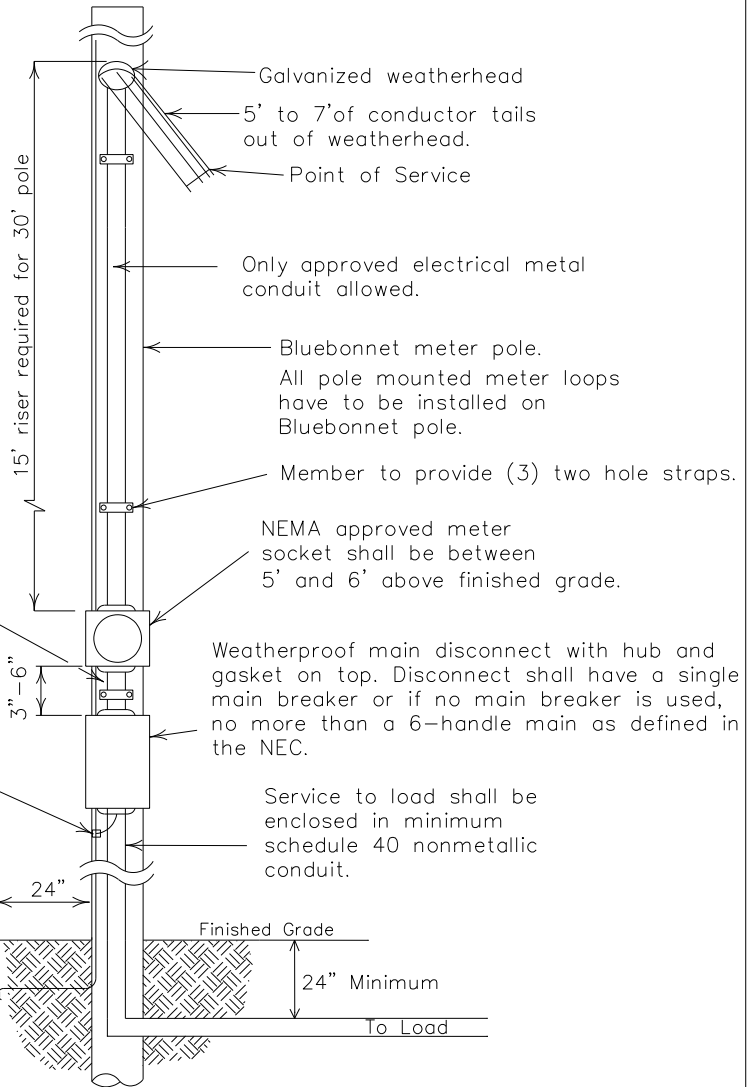 Galvanized weatherhead
5' to 7'of conductor tails
out of weatherhead.
Point of Service
15' riser required for 30' pole
Only approved electrical metal
conduit allowed.
Bluebonnet meter pole.
All pole mounted meter loops
have to be installed on
Bluebonnet pole.
Member to provide (3) two hole straps.
NEMA approved meter
socket shall be between
5' and 6' above finished grade.
3"-6"
Weatherproof main disconnect with hub and
gasket on top. Disconnect shall have a single
main breaker or if no main breaker is used,
no more than a 6-handle main as defined in
the NEC.
Service to load shall be
enclosed in minimum
schedule 40 nonmetallic
conduit.
24"
Finished Grade
24" Minimum
To Load